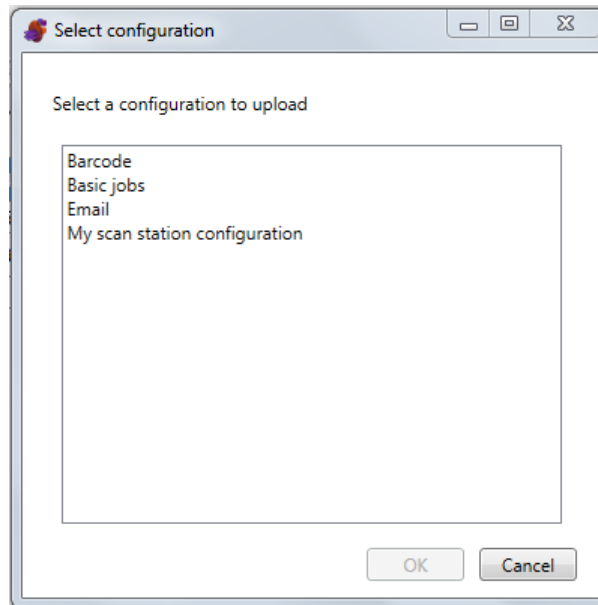 Select configuration
Select a configuration to upload
Barcode
Basic jobs
Email
My scan station configuration
OK
Cancel